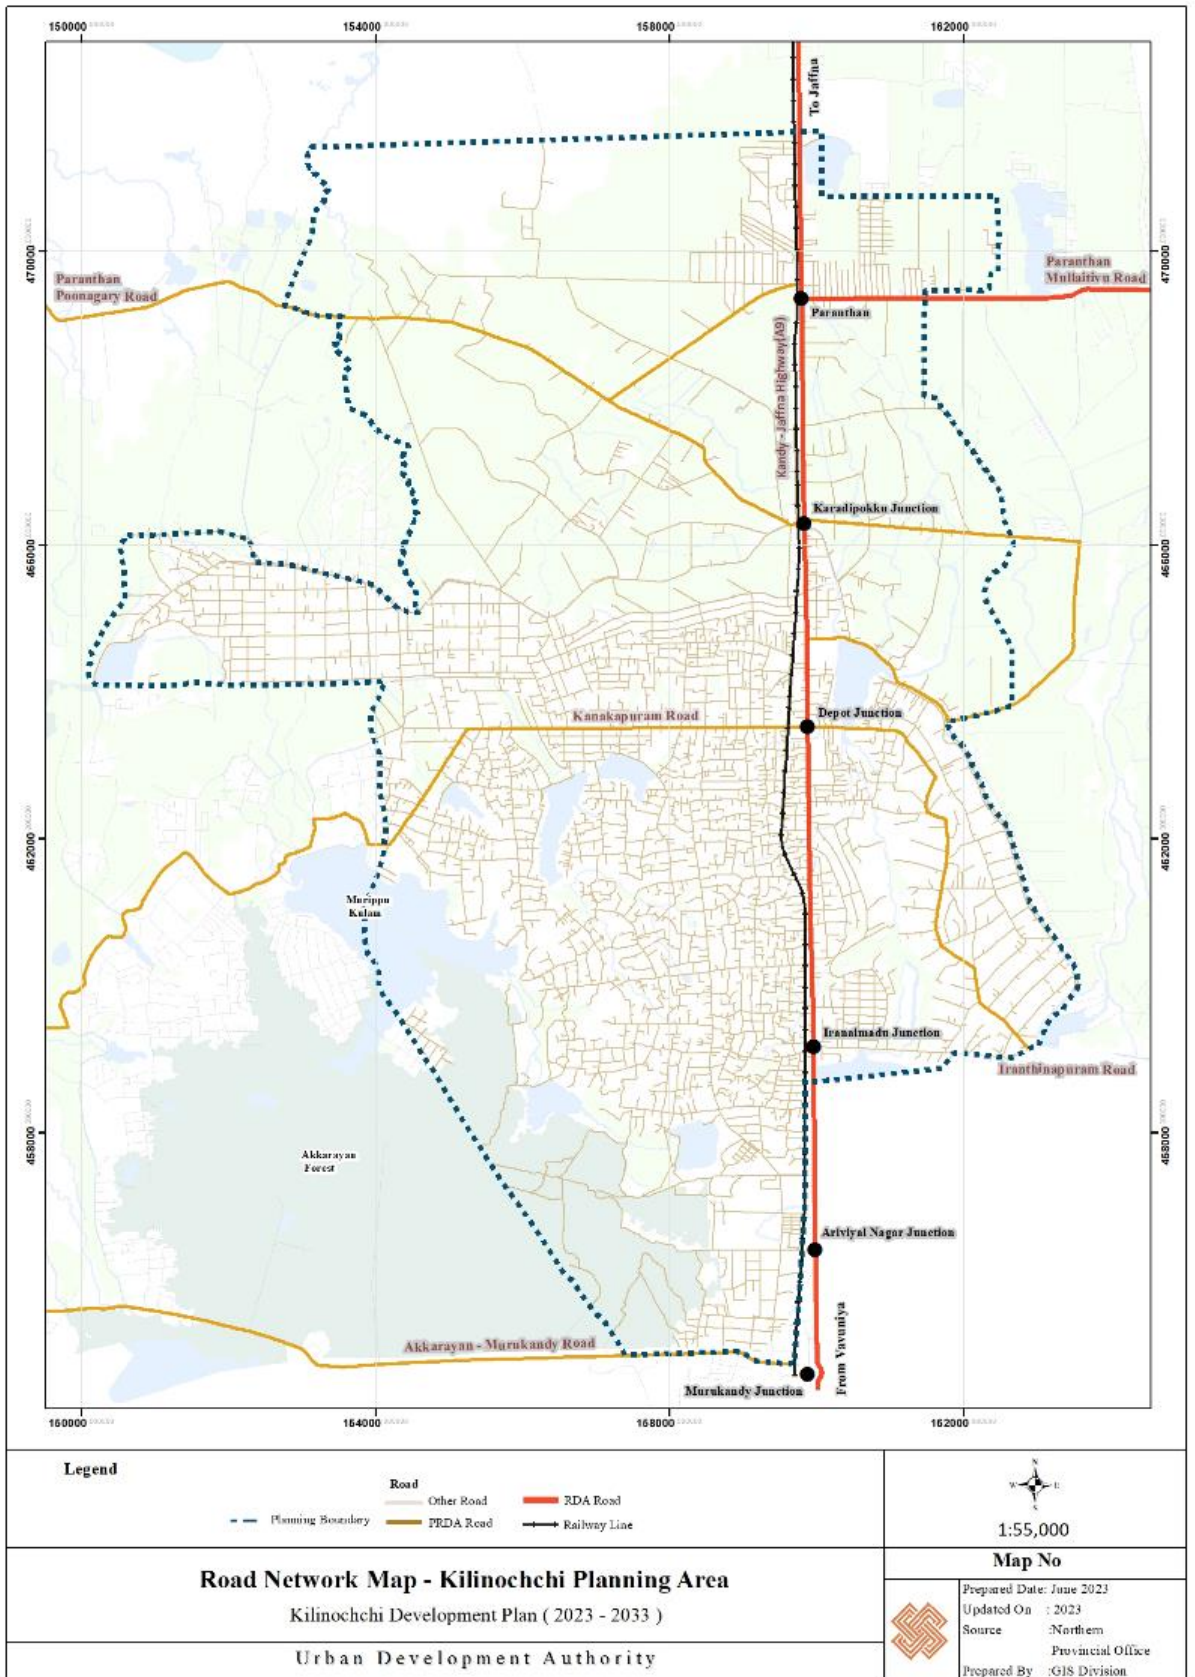 150000 154000 158000 162000
To Jaffna
470000 470000
Paranthan
Mullaitivu Road
Paranthan
Poonagary Road
Paranthan
Kandy - Jaffna Highway(A9)
Karadipokku Junction
466000 466000
Kanakapuram Road
Depot Junction
462000 462000
Murippu
Kulam
Iranaimadu Junction
Iranthinapuram Road
458000 458000
Akkarayan
Forest
Ariviyal Nagar Junction
From Vavuniya
Akkarayan - Murukandy Road
Murukandy Junction
160000 164000 168000 162000
Legend
Road
Other Road
RDA Road
Planning Boundary
PRDA Road
Railway Line
N
W E
S
1:55,000
Road Network Map - Kilinochchi Planning Area
Kilinochchi Development Plan ( 2023 - 2033 )
Urban Development Authority
Map No
Prepared Date: June 2023
Updated On : 2023
Source :Northern
Provincial Office
Prepared By :GIS Division